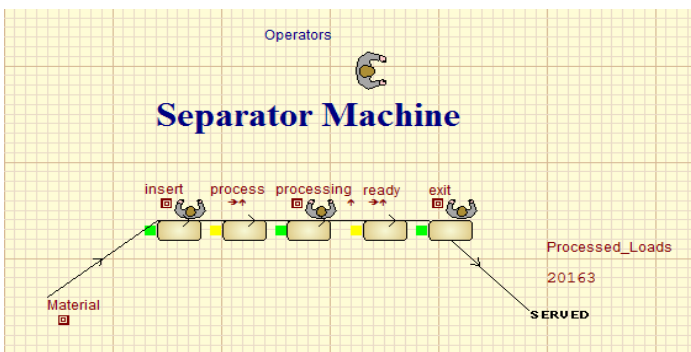 Operators
Separator Machine
insert process processing ready exit
Processed_Loads
20163
Material
SERVED